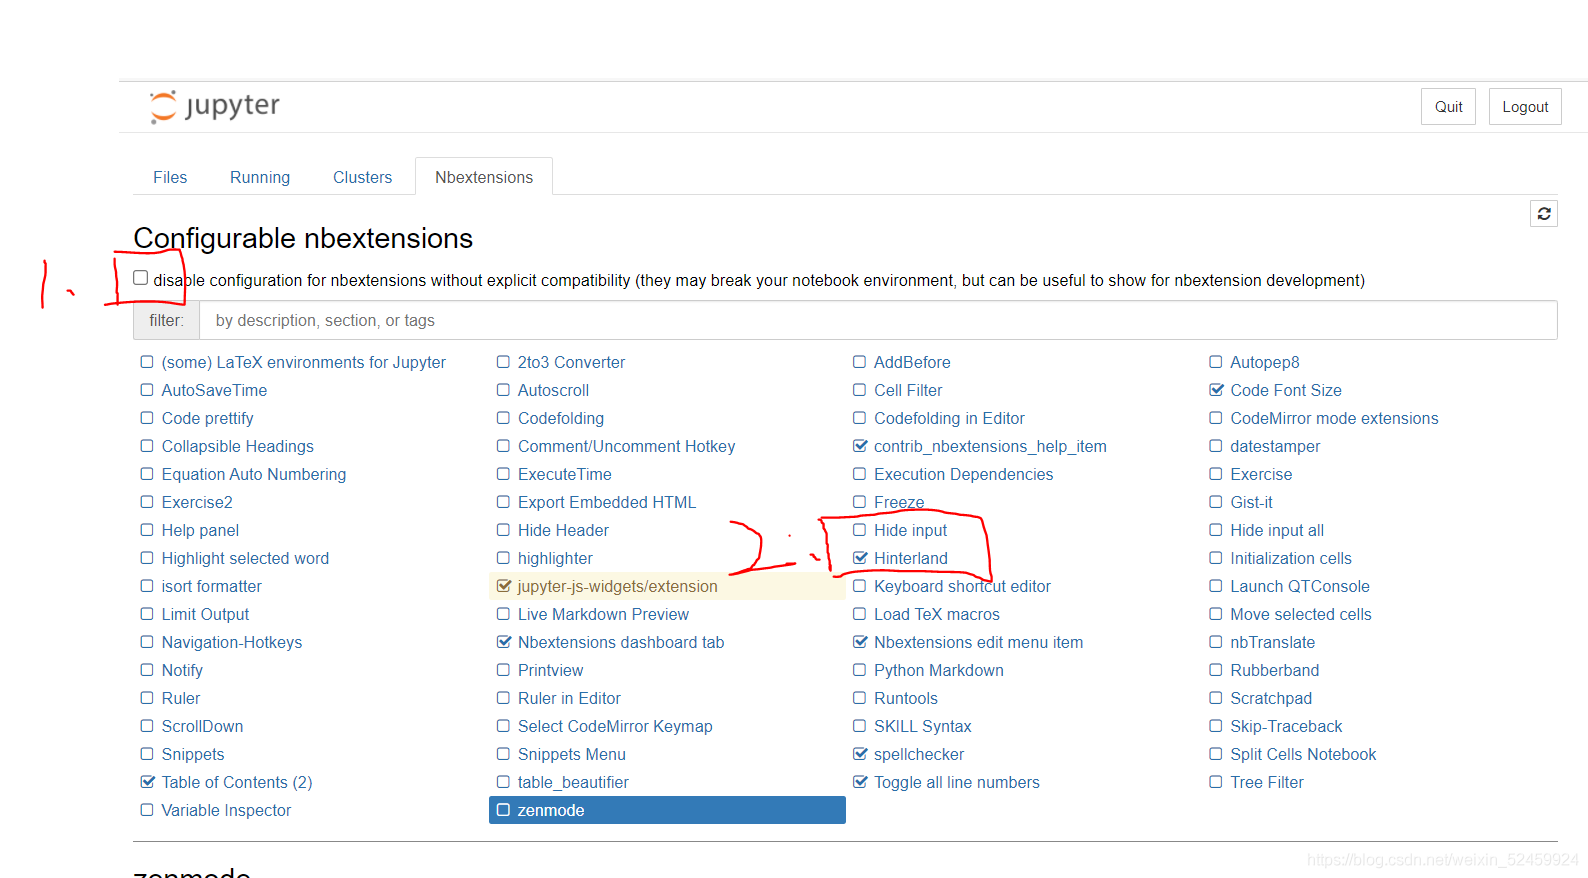 jupyter
Quit Logout
Files Running Clusters Nbextensions
Configurable nbextensions
1.
disable configuration for nbextensions without explicit compatibility (they may break your notebook environment, but can be useful to show for nbextension development)
filter: by description, section, or tags
(some) LaTeX environments for Jupyter 2to3 Converter AddBefore Autopep8
AutoSaveTime Autoscroll Cell Filter Code Font Size
Code prettify Codefolding Codefolding in Editor CodeMirror mode extensions
Collapsible Headings Comment/Uncomment Hotkey contrib_nbextensions_help_item datestamper
Equation Auto Numbering ExecuteTime Execution Dependencies Exercise
Exercise2 Export Embedded HTML Freeze Gist-it
Help panel Hide Header Hide input Hide input all
2.
Highlight selected word highlighter Hinterland Initialization cells
isort formatter jupyter-js-widgets/extension Keyboard shortcut editor Launch QTConsole
Limit Output Live Markdown Preview Load TeX macros Move selected cells
Navigation-Hotkeys Nbextensions dashboard tab Nbextensions edit menu item nbTranslate
Notify Printview Python Markdown Rubberband
Ruler Ruler in Editor Runtools Scratchpad
ScrollDown Select CodeMirror Keymap SKILL Syntax Skip-Traceback
Snippets Snippets Menu spellchecker Split Cells Notebook
Table of Contents (2) table_beautifier Toggle all line numbers Tree Filter
Variable Inspector zenmode
https://blog.csdn.net/weixin_52459924
zenmode